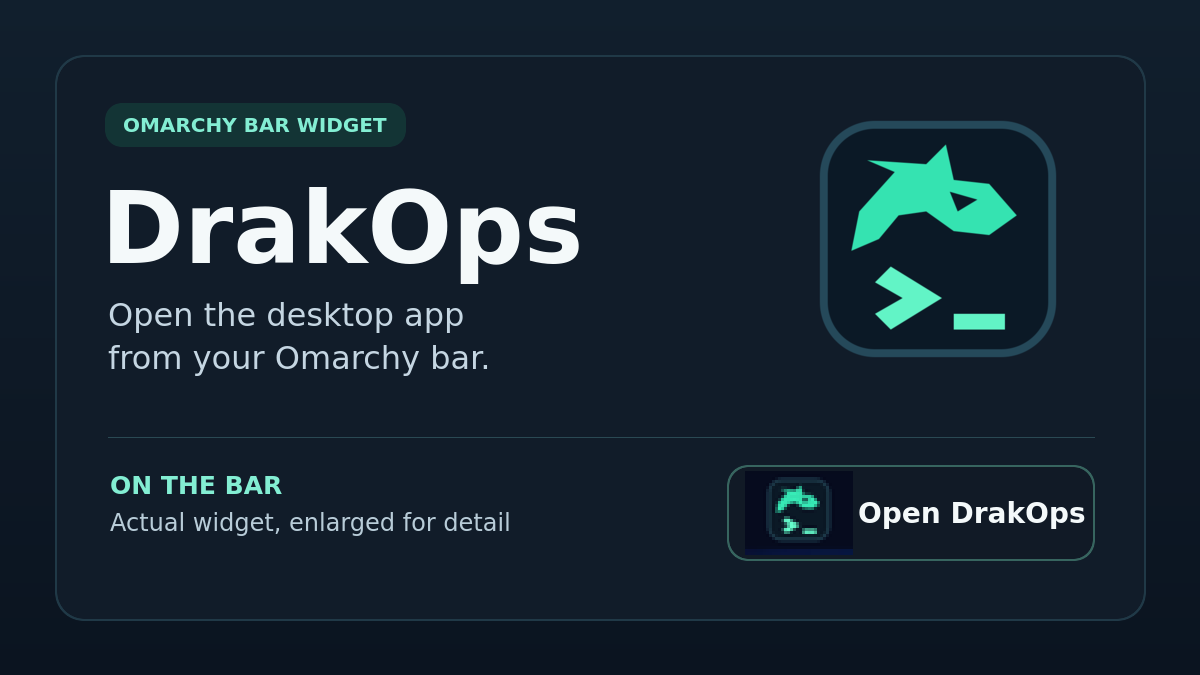 OMARCHY BAR WIDGET
DrakOps
Open the desktop app
from your Omarchy bar.
>_
ON THE BAR
Actual widget, enlarged for detail
>_
Open DrakOps